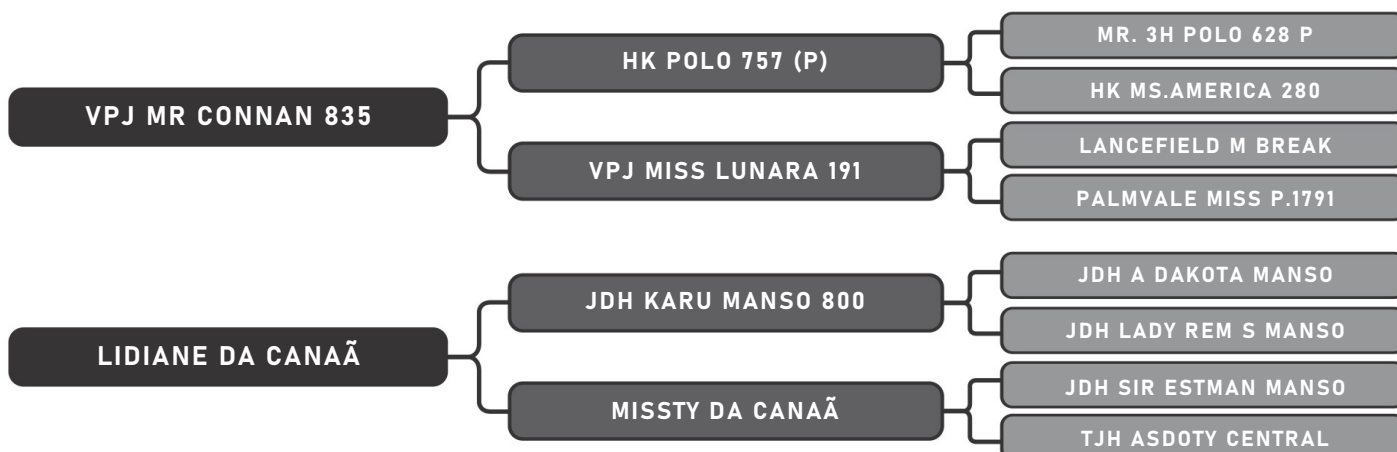 VPJ MR CONNAN 835
HK POLO 757 (P)
MR. 3H POLO 628 P
HK MS.AMERICA 280
VPJ MISS LUNARA 191
LANCEFIELD M BREAK
PALMVALE MISS P.1791
LIDIANE DA CANAÃ
JDH KARU MANSO 800
JDH A DAKOTA MANSO
JDH LADY REM S MANSO
MISSTY DA CANAÃ
JDH SIR ESTMAN MANSO
TJH ASDOTY CENTRAL